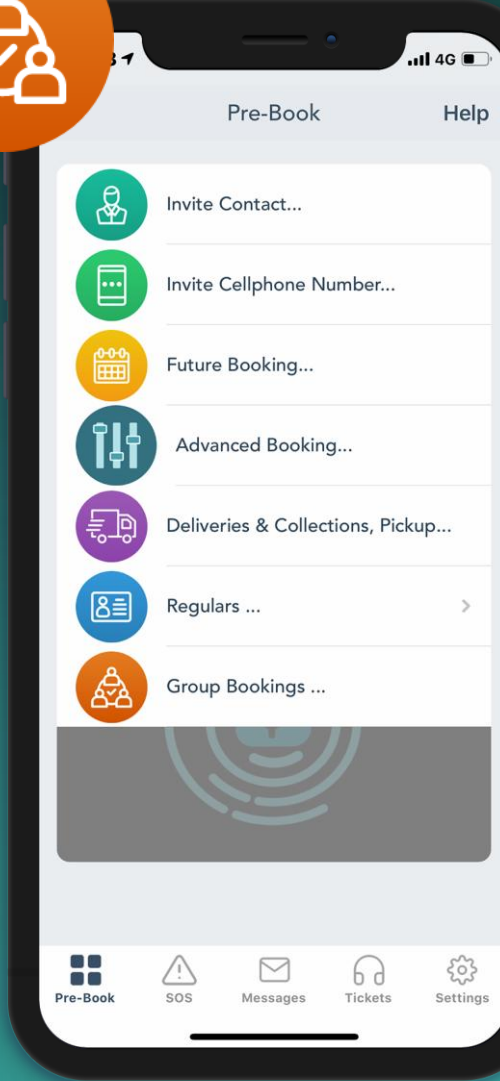 4G
Pre-Book
Help
Invite Contact...
Invite Cellphone Number...
Future Booking...
Advanced Booking...
Deliveries & Collections, Pickup...
Regulars ...
Group Bookings ...
Pre-Book
SOS
Messages
Tickets
Settings